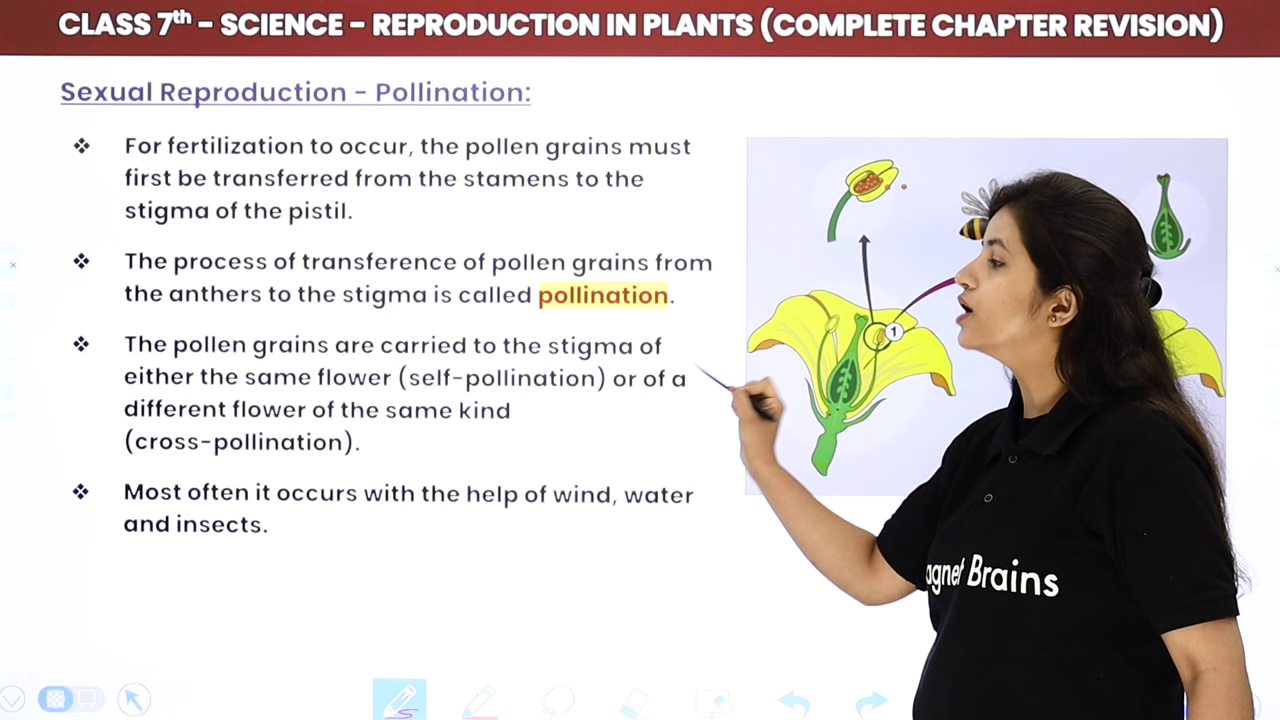 CLASS 7th – SCIENCE – REPRODUCTION IN PLANTS (COMPLETE CHAPTER REVISION)
Sexual Reproduction - Pollination:
❖ For fertilization to occur, the pollen grains must
first be transferred from the stamens to the
stigma of the pistil.
❖ The process of transference of pollen grains from
the anthers to the stigma is called pollination.
❖ The pollen grains are carried to the stigma of
either the same flower (self-pollination) or of a
different flower of the same kind
(cross-pollination).
❖ Most often it occurs with the help of wind, water
and insects.
1
agnet Brains